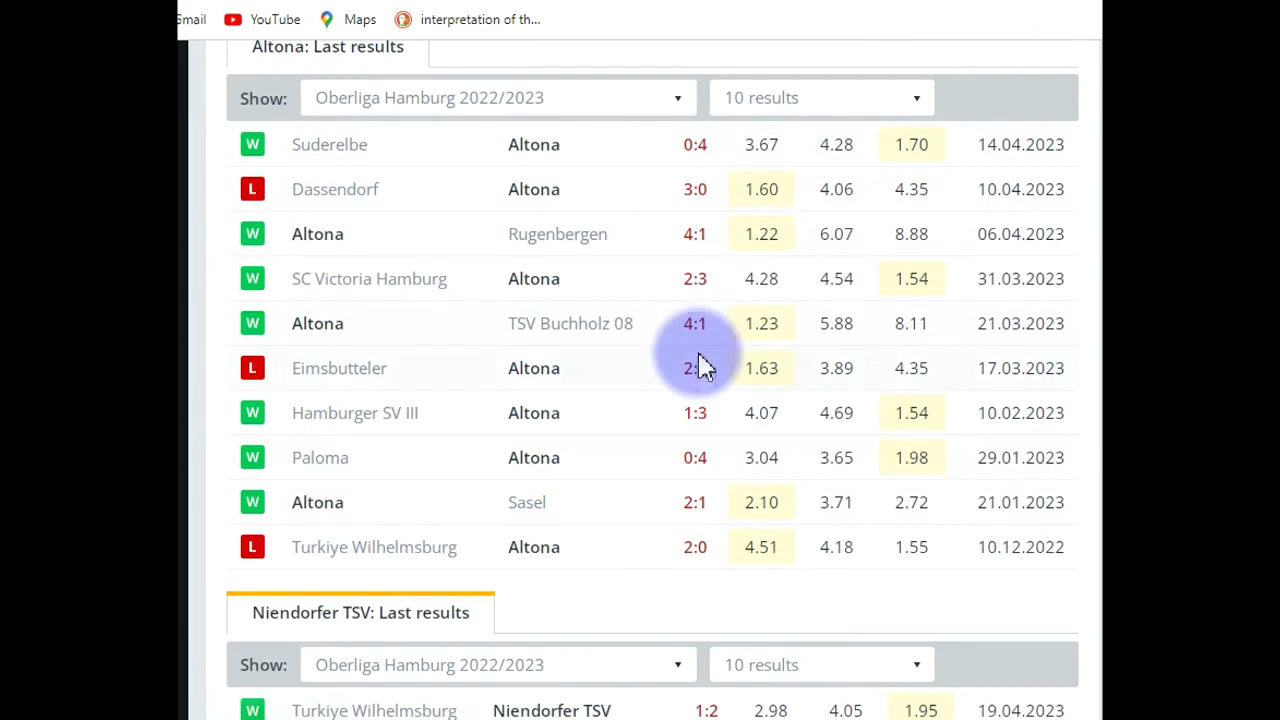 Gmail YouTube Maps interpretation of th...
Altona: Last results
Show: Oberliga Hamburg 2022/2023 10 results
W Suderelbe Altona 0:4 3.67 4.28 1.70 14.04.2023
L Dassendorf Altona 3:0 1.60 4.06 4.35 10.04.2023
W Altona Rugenbergen 4:1 1.22 6.07 8.88 06.04.2023
W SC Victoria Hamburg Altona 2:3 4.28 4.54 1.54 31.03.2023
W Altona TSV Buchholz 08 4:1 1.23 5.88 8.11 21.03.2023
L Eimsbutteler Altona 2: 1.63 3.89 4.35 17.03.2023
W Hamburger SV III Altona 1:3 4.07 4.69 1.54 10.02.2023
W Paloma Altona 0:4 3.04 3.65 1.98 29.01.2023
W Altona Sasel 2:1 2.10 3.71 2.72 21.01.2023
L Turkiye Wilhelmsburg Altona 2:0 4.51 4.18 1.55 10.12.2022
Niendorfer TSV: Last results
Show: Oberliga Hamburg 2022/2023 10 results
W Turkiye Wilhelmsburg Niendorfer TSV 1:2 2.98 4.05 1.95 19.04.2023